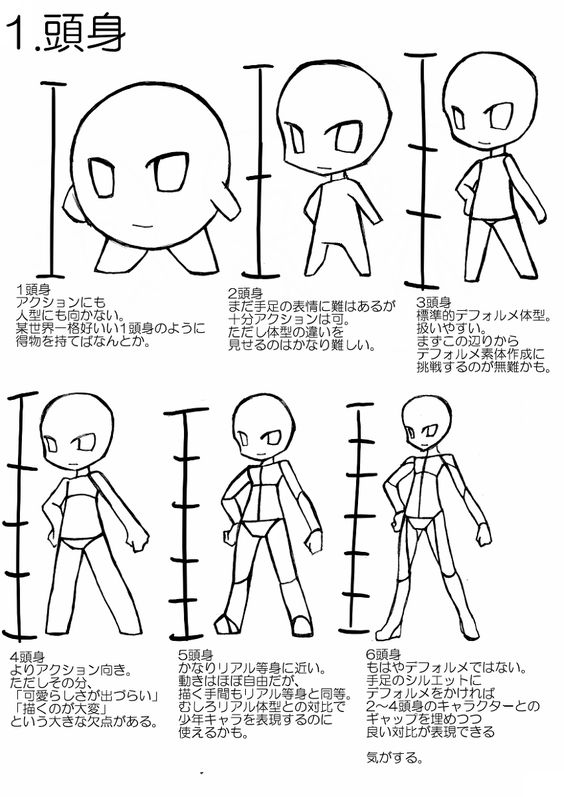 1.頭身
1頭身
アクションにも
人型にも向かない。
某世界一格好いい1頭身のように
得物を持てばなんとか。
2頭身
まだ手足の表情に難はあるが
十分アクションは可。
ただし体型の違いを
見せるのはかなり難しい。
3頭身
標準的デフォルメ体型。
扱いやすい。
まずこの辺りから
デフォルメ素体作成に
挑戦するのが無難かも。
4頭身
よりアクション向き。
ただしその分、
「可愛らしさが出づらい」
「描くのが大変」
という大きな欠点がある。
5頭身
かなりリアル等身に近い。
動きはほぼ自由だが、
描く手間もリアル等身と同等。
むしろリアル体型との対比で
少年キャラを表現するのに
使えるかも。
6頭身
もはやデフォルメではない。
手足のシルエットに
デフォルメをかければ
2〜4頭身のキャラクターとの
ギャップを埋めつつ
良い対比が表現できる
気がする。